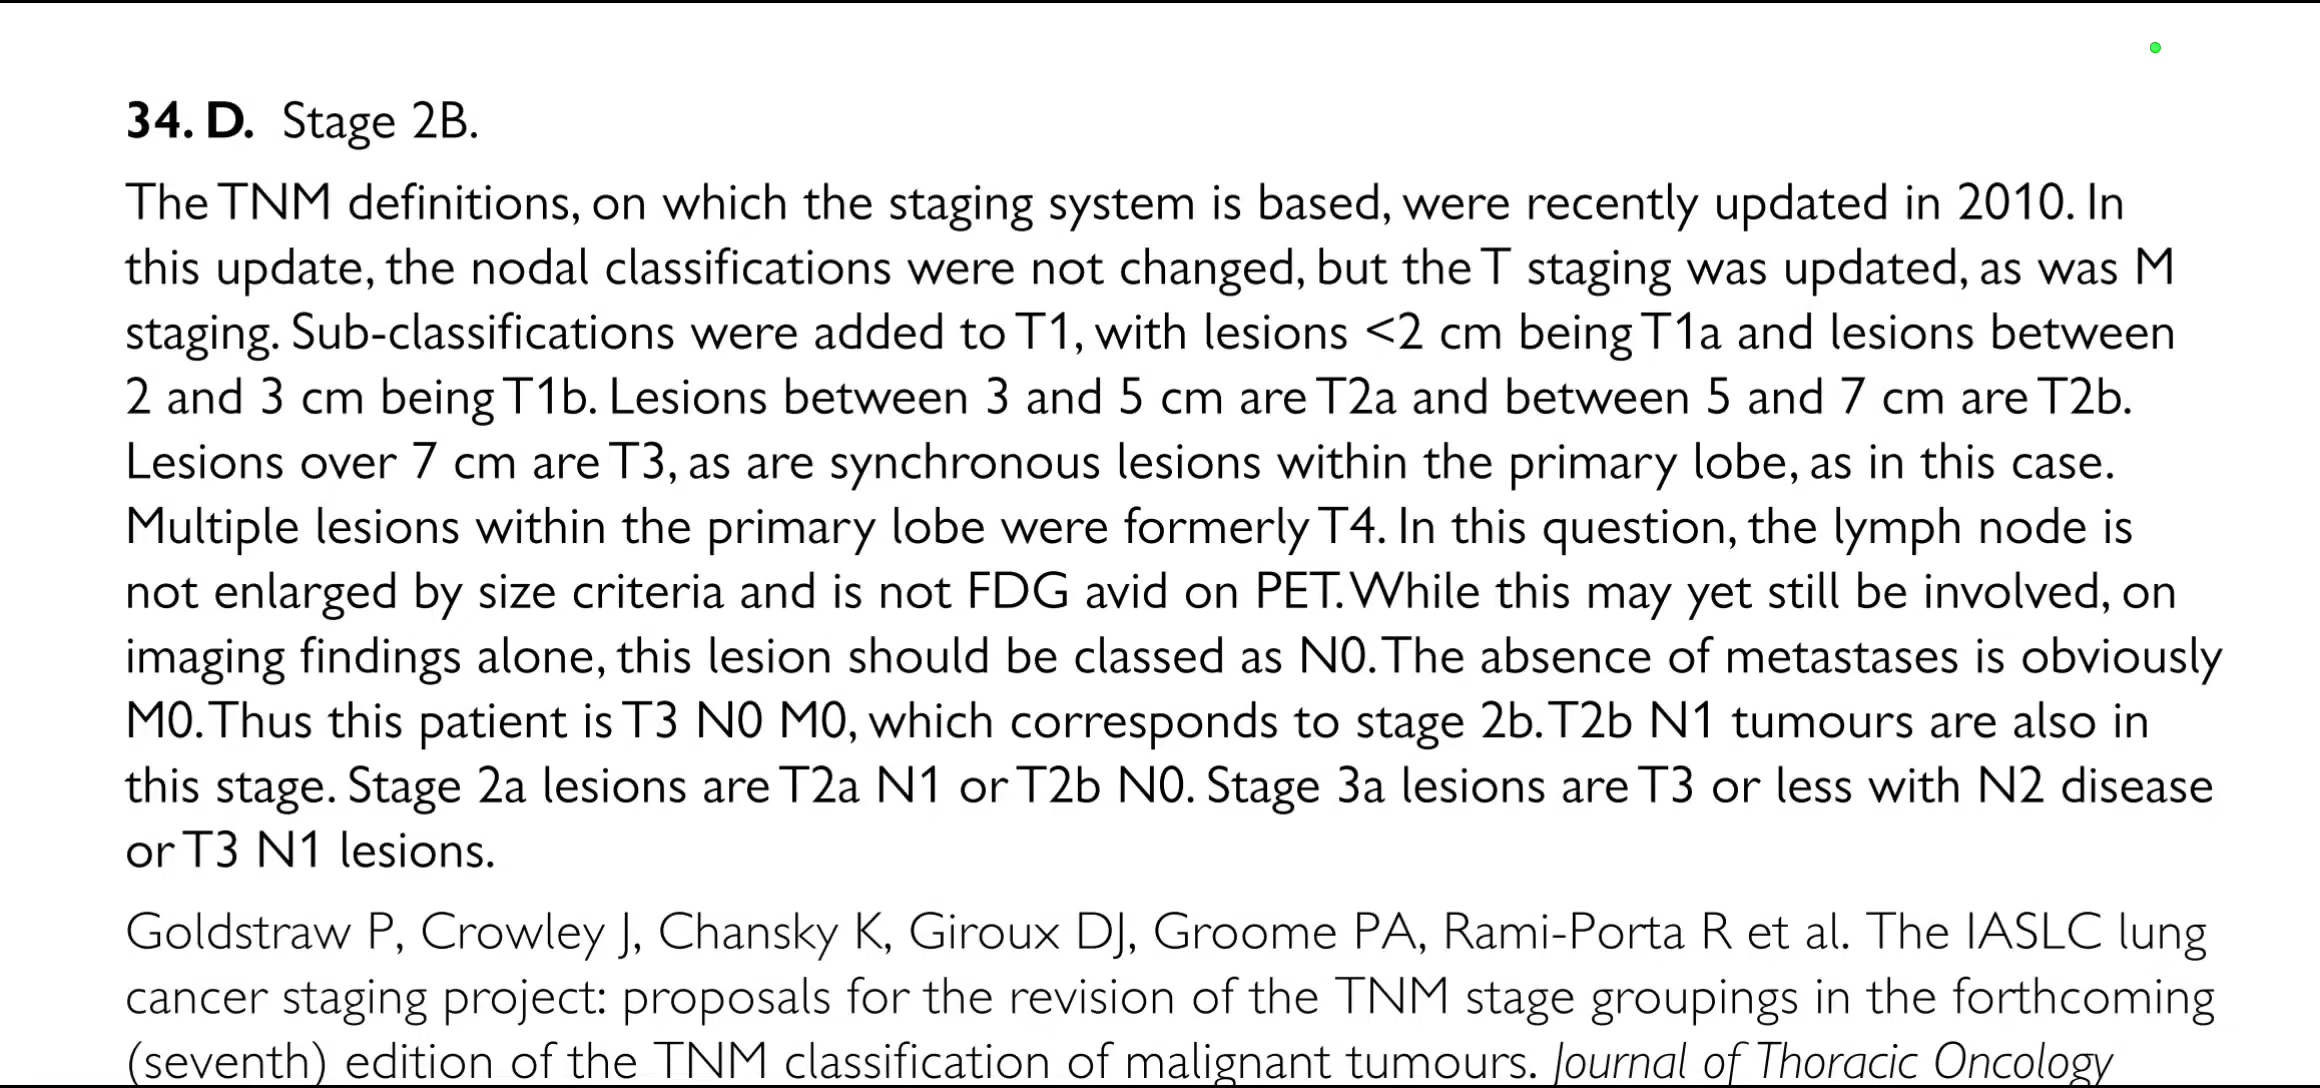 34. D. Stage 2B.
The TNM definitions, on which the staging system is based, were recently updated in 2010. In
this update, the nodal classifications were not changed, but the T staging was updated, as was M
staging. Sub-classifications were added to T1, with lesions <2 cm being T1a and lesions between
2 and 3 cm being T1b. Lesions between 3 and 5 cm are T2a and between 5 and 7 cm are T2b.
Lesions over 7 cm are T3, as are synchronous lesions within the primary lobe, as in this case.
Multiple lesions within the primary lobe were formerly T4. In this question, the lymph node is
not enlarged by size criteria and is not FDG avid on PET. While this may yet still be involved, on
imaging findings alone, this lesion should be classed as N0. The absence of metastases is obviously
M0. Thus this patient is T3 N0 M0, which corresponds to stage 2b. T2b N1 tumours are also in
this stage. Stage 2a lesions are T2a N1 or T2b N0. Stage 3a lesions are T3 or less with N2 disease
or T3 N1 lesions.
Goldstraw P, Crowley J, Chansky K, Giroux DJ, Groome PA, Rami-Porta R et al. The IASLC lung
cancer staging project: proposals for the revision of the TNM stage groupings in the forthcoming
(seventh) edition of the TNM classification of malignant tumours. Journal of Thoracic Oncology